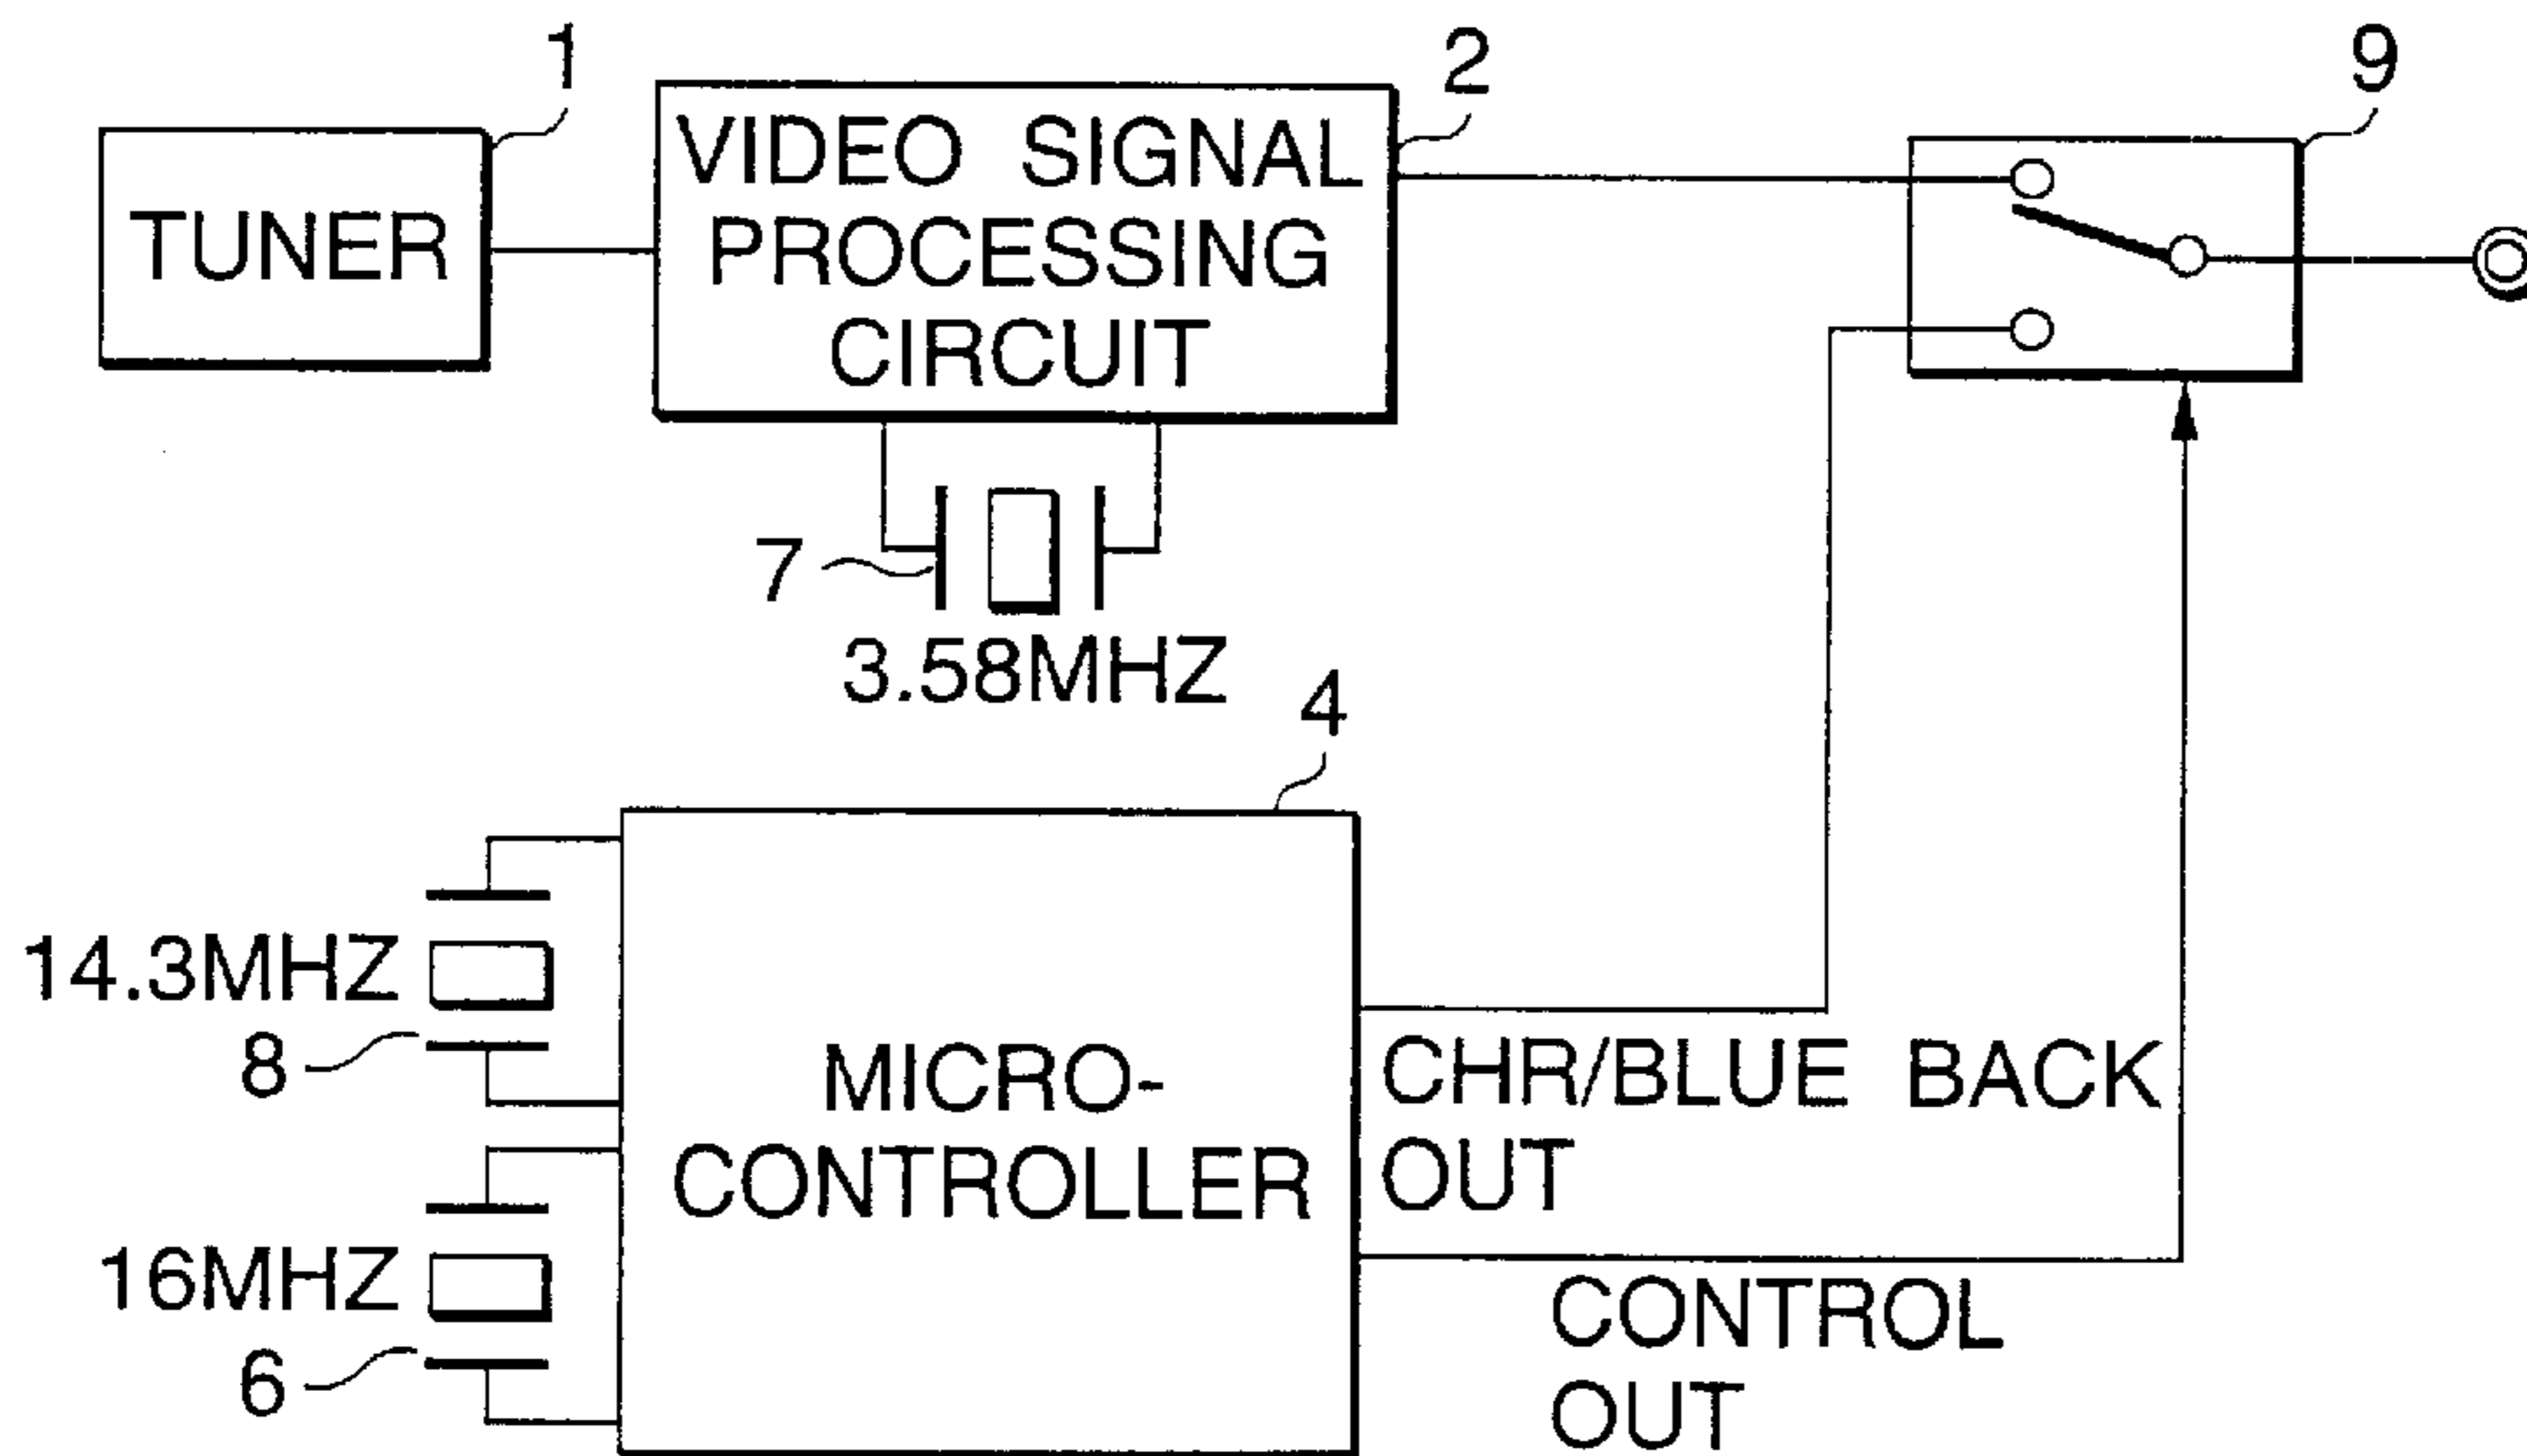 1
2
9
TUNER
VIDEO SIGNAL
PROCESSING
CIRCUIT
7
3.58MHZ
4
14.3MHZ
8
16MHZ
6
MICRO-
CONTROLLER
CHR/BLUE BACK
OUT
CONTROL
OUT